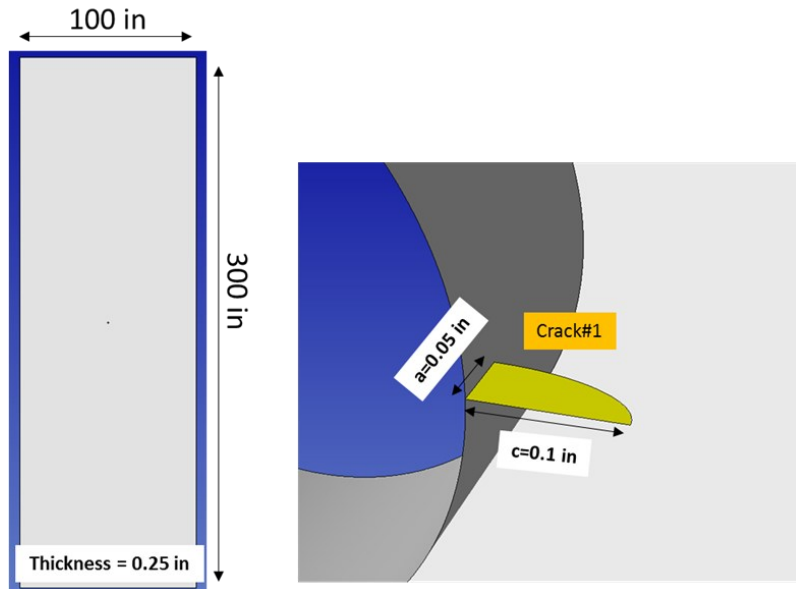 100 in
300 in
Thickness = 0.25 in
a=0.05 in
Crack#1
c=0.1 in